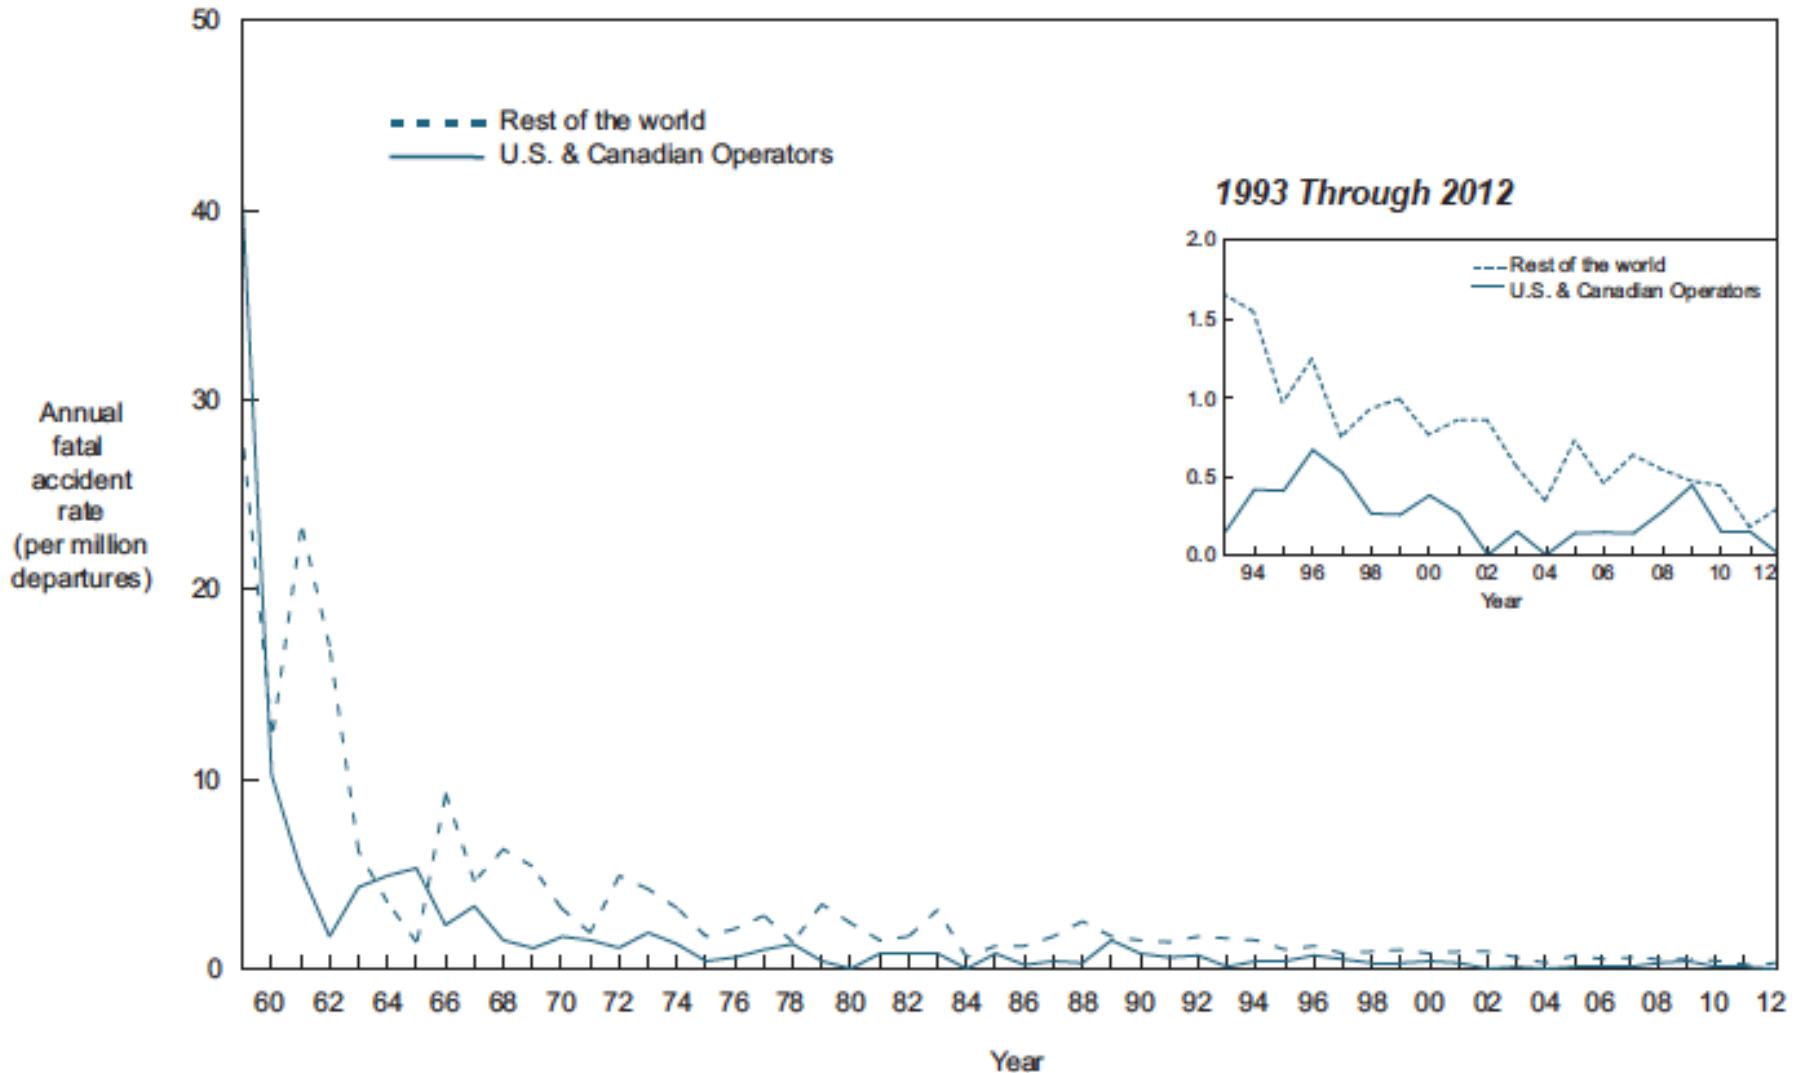 50
40
30
20
10
0
Annual
fatal
accident
rate
(per million
departures)
Rest of the world
U.S. & Canadian Operators
1993 Through 2012
2.0
1.5
1.0
0.5
0.0
Rest of the world
U.S. & Canadian Operators
94 96 98 00 02 04 06 08 10 12
Year
60 62 64 66 68 70 72 74 76 78 80 82 84 86 88 90 92 94 96 98 00 02 04 06 08 10 12
Year